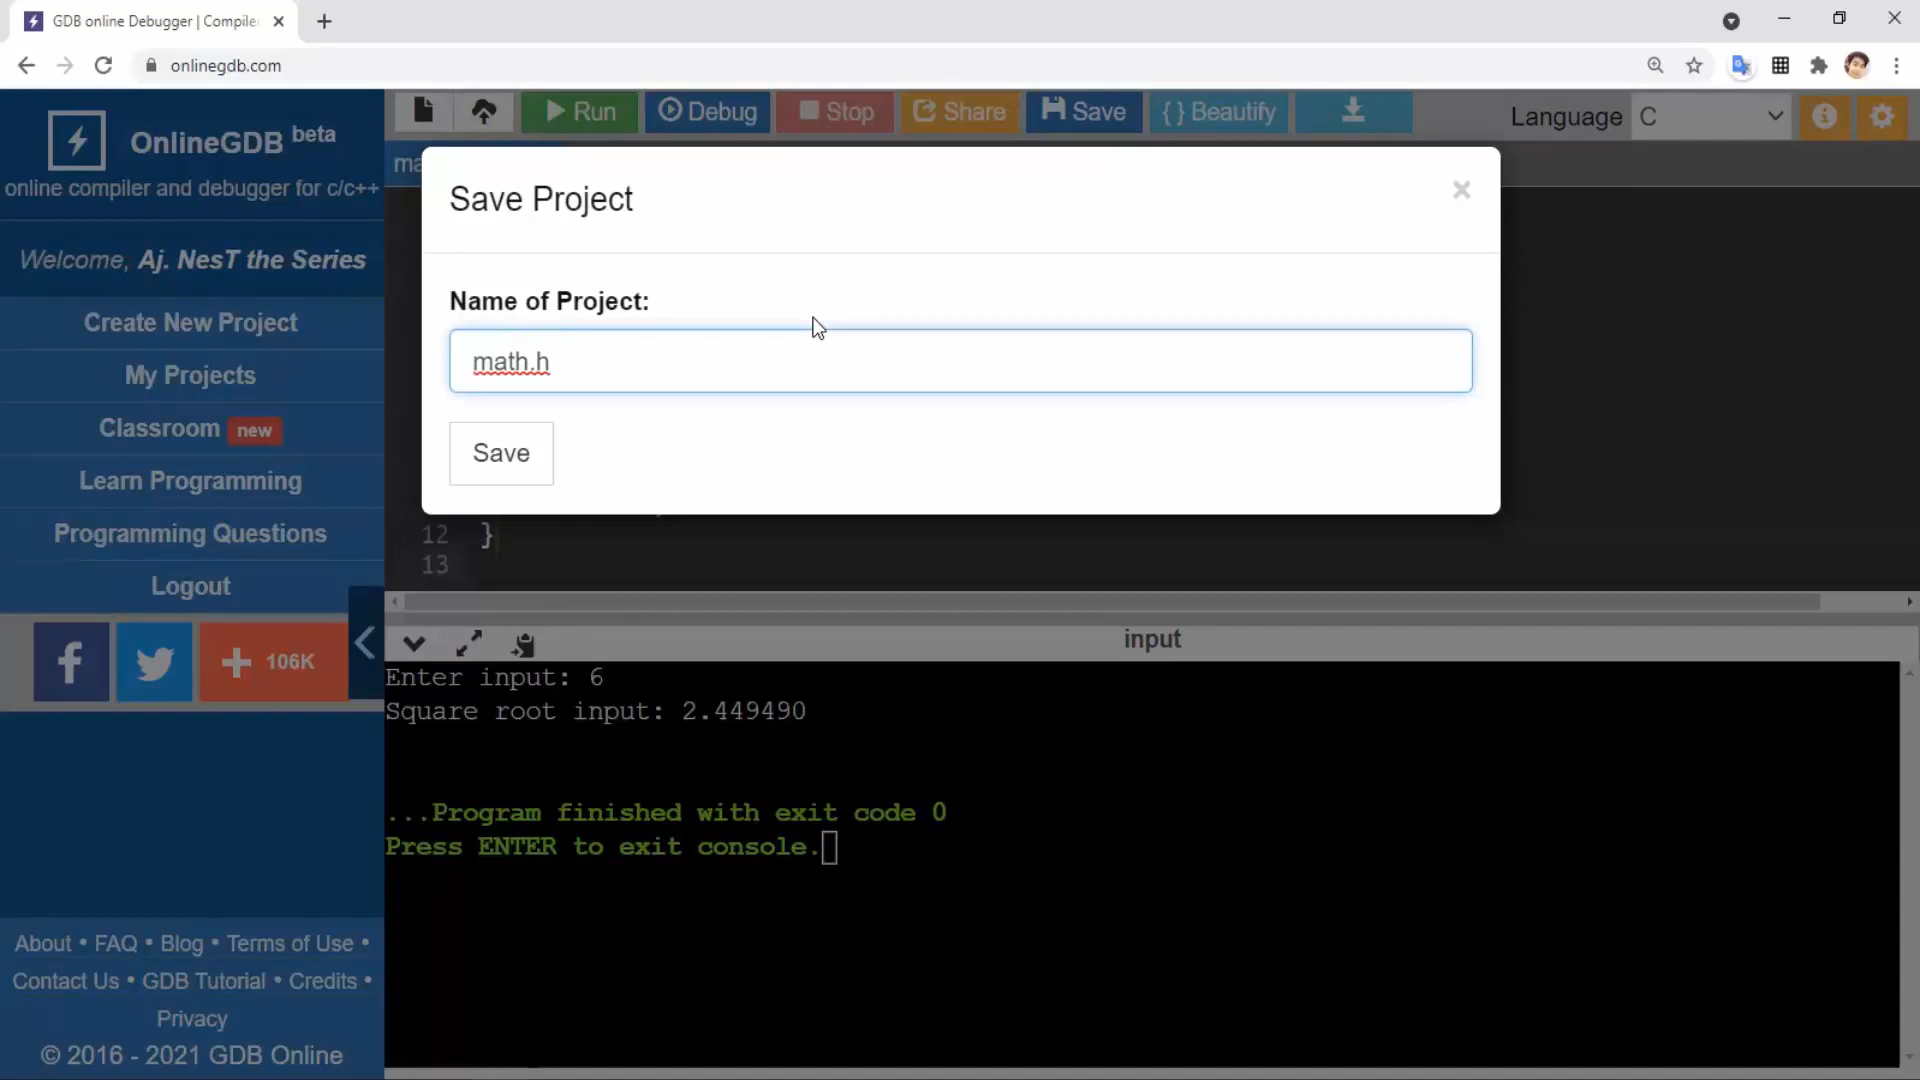 GDB online Debugger | Compile
onlinegdb.com
OnlineGDB beta
online compiler and debugger for c/c++
Welcome, Aj. NesT the Series
Create New Project
My Projects
Classroom new
Learn Programming
Programming Questions
Logout
106K
About • FAQ • Blog • Terms of Use •
Contact Us • GDB Tutorial • Credits •
Privacy
© 2016 - 2021 GDB Online
Run Debug Stop Share Save {} Beautify Language C
ma
Save Project ×
Name of Project:
math.h
Save
12 }
13
input
Enter input: 6
Square root input: 2.449490
...Program finished with exit code 0
Press ENTER to exit console.